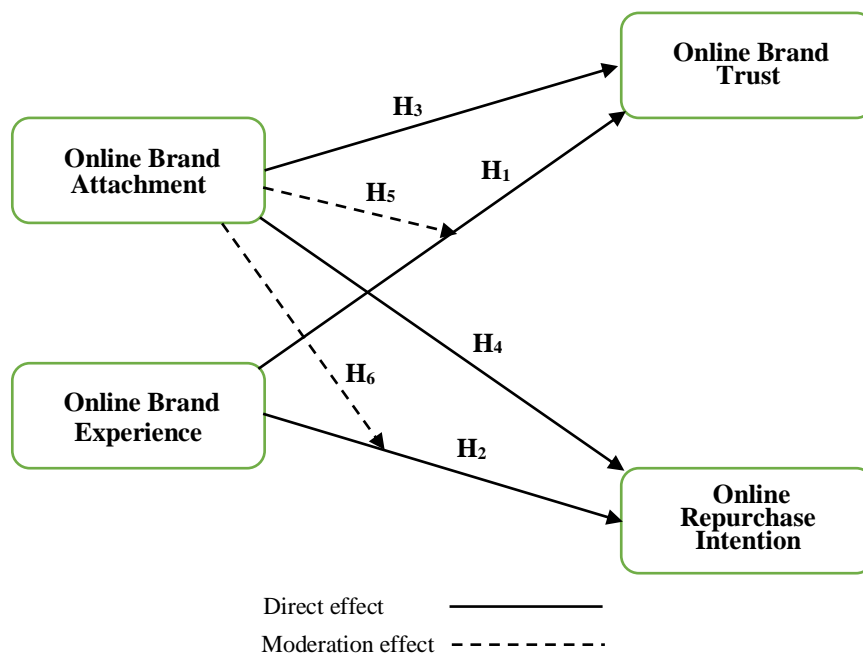 Online Brand
Trust
H₃
Online Brand
Attachment
H₁
H₅
H₄
H₆
Online Brand
Experience
H₂
Online
Repurchase
Intention
Direct effect
Moderation effect